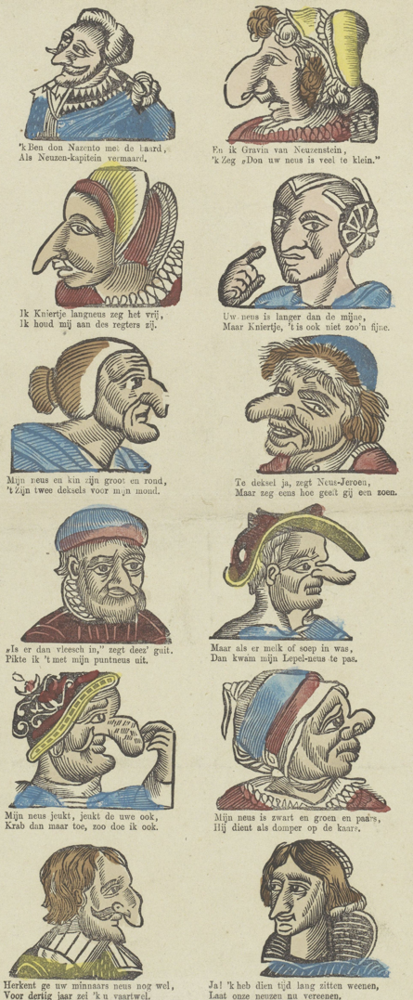 'k Ben don Nazento met de baard,
Als Neuzen-kapitein vermaard.
En ik Gravin van Neuzenstein,
'k Zeg „Don uw neus is veel te klein."
Ik Kniertje langneus zeg het vrij,
Ik houd mij aan des regters zij.
Uw neus is langer dan de mijne,
Maar Kniertje, 't is ook niet zoo'n fijne.
Mijn neus en kin zijn groot en rond,
't Zijn twee deksels voor mijn mond.
Te deksel ja, zegt Neus-Jeroen,
Maar zeg eens hoe geeft gij een zoen.
„Is er dan vleesch in," zegt deez' guit.
Pikte ik 't met mijn puntneus uit.
Maar als er melk of soep in was,
Dan kwam mijn Lepel-neus te pas.
Mijn neus jeukt, jeukt de uwe ook,
Krab dan maar toe, zoo doe ik ook.
Mijn neus is zwart en groen en paars,
Hij dient als domper op de kaars.
Herkent ge uw minnaars neus nog wel,
Voor dertig jaar zei 'k u vaartwel.
Ja! 'k heb dien tijd lang zitten weenen,
Laat onze neuzen nu vereenen.